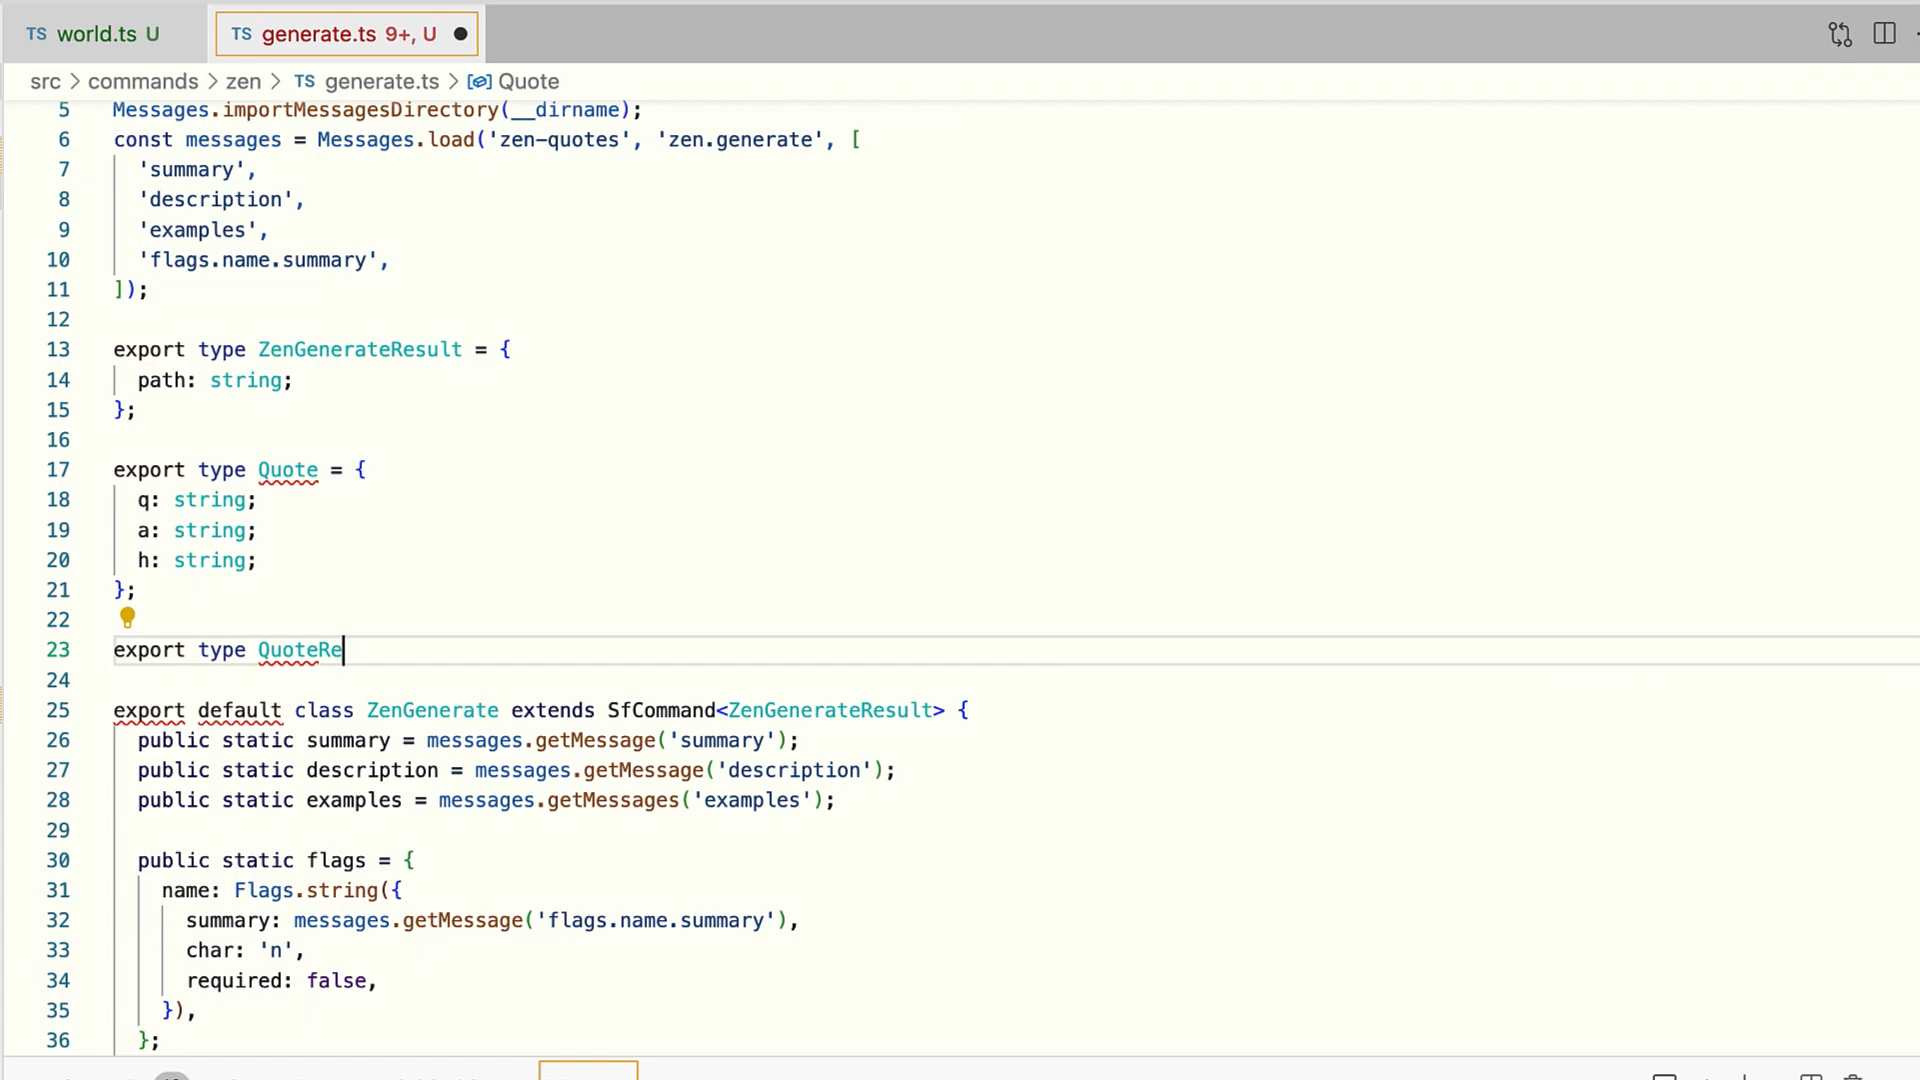 TS world.ts U TS generate.ts 9+, U
src > commands > zen > TS generate.ts > Quote
5 Messages.importMessagesDirectory(__dirname);
6 const messages = Messages.load('zen-quotes', 'zen.generate', [
7 'summary',
8 'description',
9 'examples',
10 'flags.name.summary',
11 ]);
12
13 export type ZenGenerateResult = {
14 path: string;
15 };
16
17 export type Quote = {
18 q: string;
19 a: string;
20 h: string;
21 };
22
23 export type QuoteRe
24
25 export default class ZenGenerate extends SfCommand<ZenGenerateResult> {
26 public static summary = messages.getMessage('summary');
27 public static description = messages.getMessage('description');
28 public static examples = messages.getMessages('examples');
29
30 public static flags = {
31 name: Flags.string({
32 summary: messages.getMessage('flags.name.summary'),
33 char: 'n',
34 required: false,
35 }),
36 };